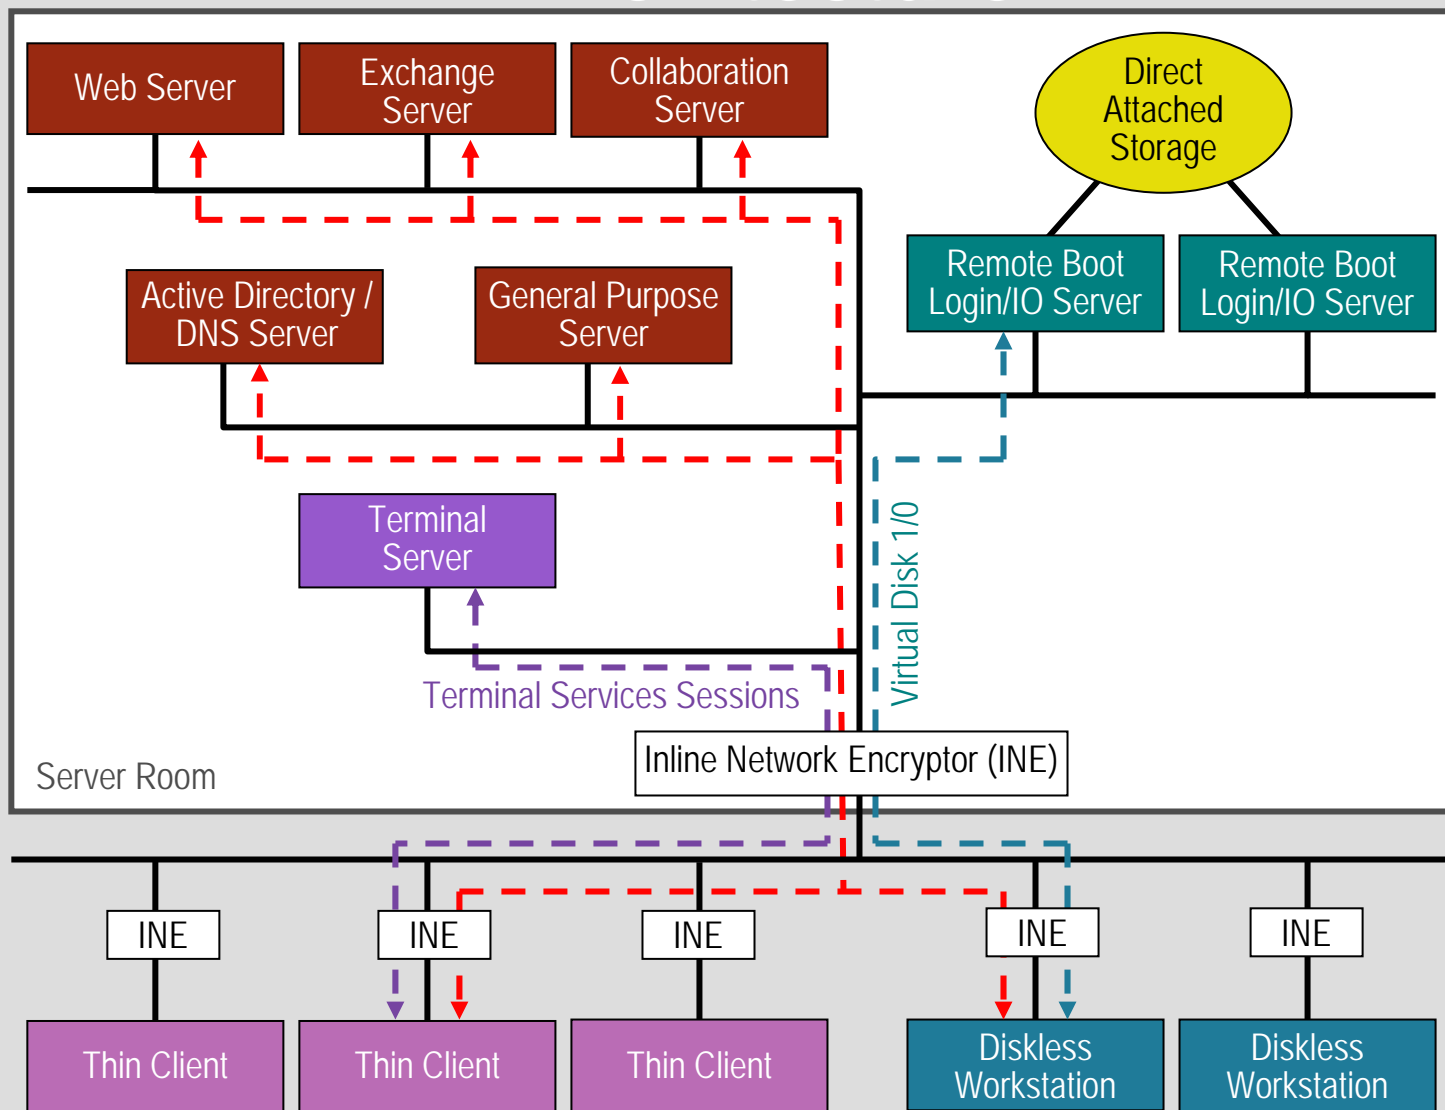 Web Server
Exchange
Server
Collaboration
Server
Direct
Attached
Storage
Remote Boot
Login/IO Server
Remote Boot
Login/IO Server
Active Directory /
DNS Server
General Purpose
Server
Terminal
Server
Virtual Disk 1/0
Terminal Services Sessions
Inline Network Encryptor (INE)
Server Room
INE
INE
INE
INE
INE
Thin Client
Thin Client
Thin Client
Diskless
Workstation
Diskless
Workstation